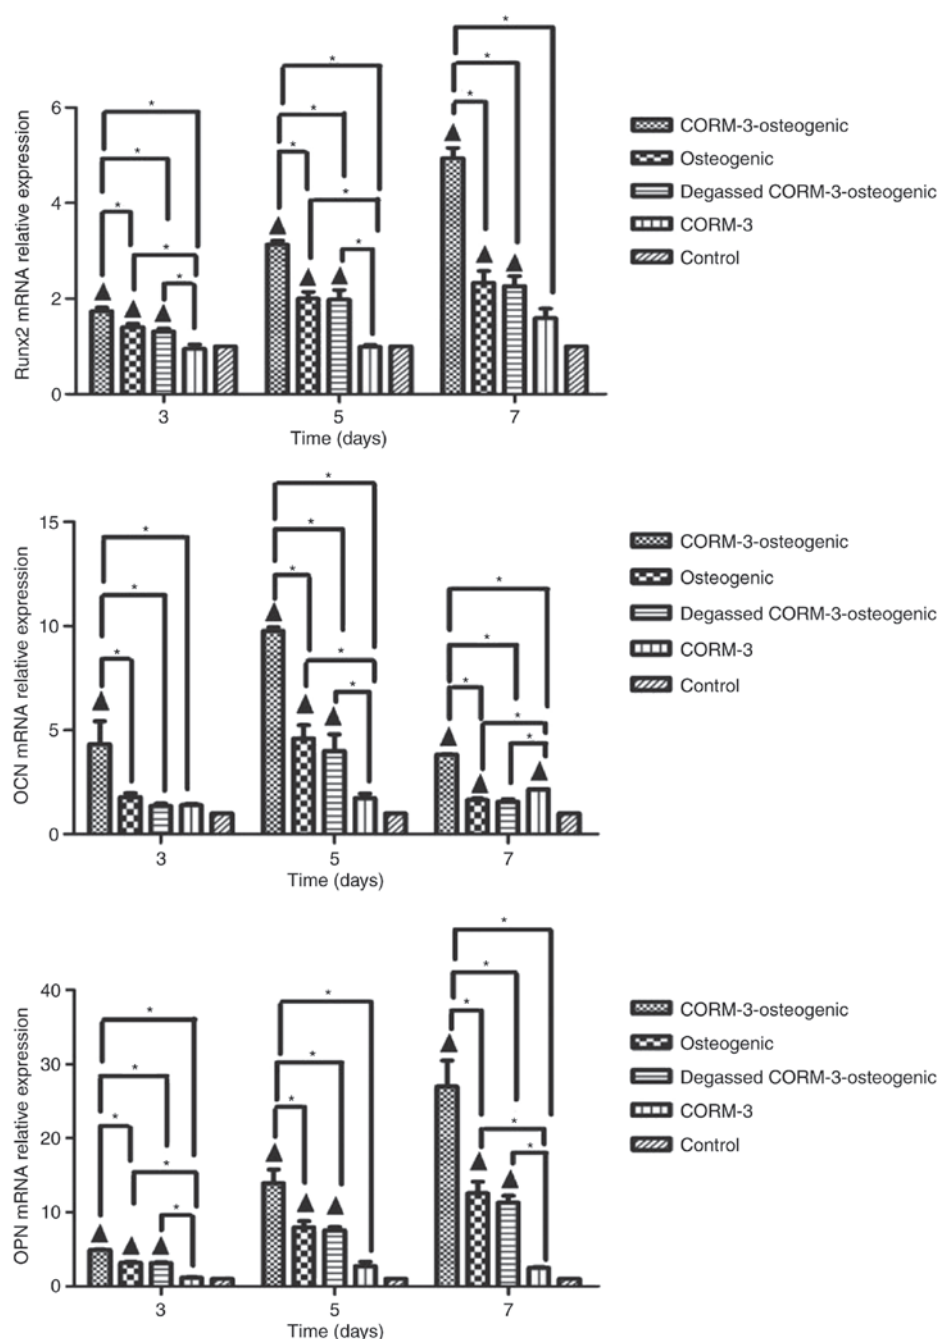 Runx2 mRNA relative expression
6
4
2
0
* * * * *
* * * * *
* * *
3 5 7
Time (days)
CORM-3-osteogenic
Osteogenic
Degassed CORM-3-osteogenic
CORM-3
Control
OCN mRNA relative expression
15
10
5
0
* * *
* * * * *
* * * * *
3 5 7
Time (days)
CORM-3-osteogenic
Osteogenic
Degassed CORM-3-osteogenic
CORM-3
Control
OPN mRNA relative expression
40
30
20
10
0
* * * * *
* * *
* * * * *
3 5 7
Time (days)
CORM-3-osteogenic
Osteogenic
Degassed CORM-3-osteogenic
CORM-3
Control